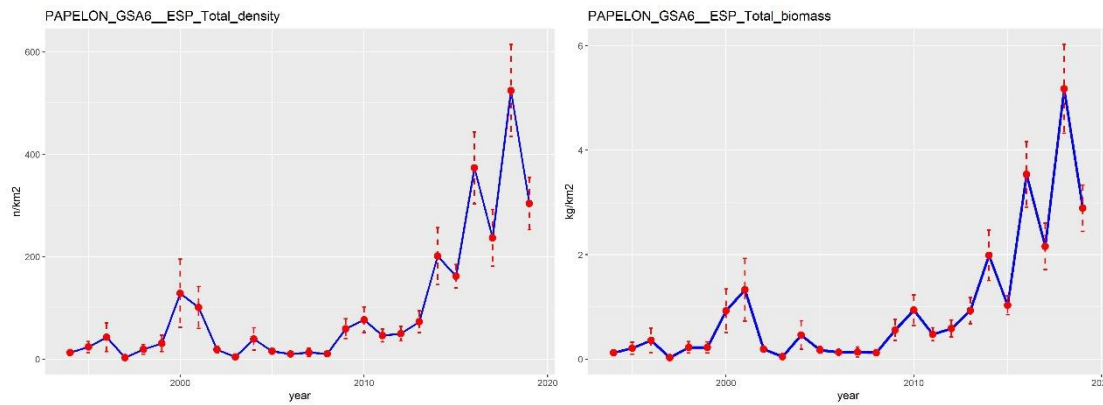 PAPELON_GSA6__ESP_Total_density
600
400
200
0
n/km2
2000
2010
2020
year
PAPELON_GSA6__ESP_Total_biomass
6
4
2
0
kg/km2
2000
2010
202
year